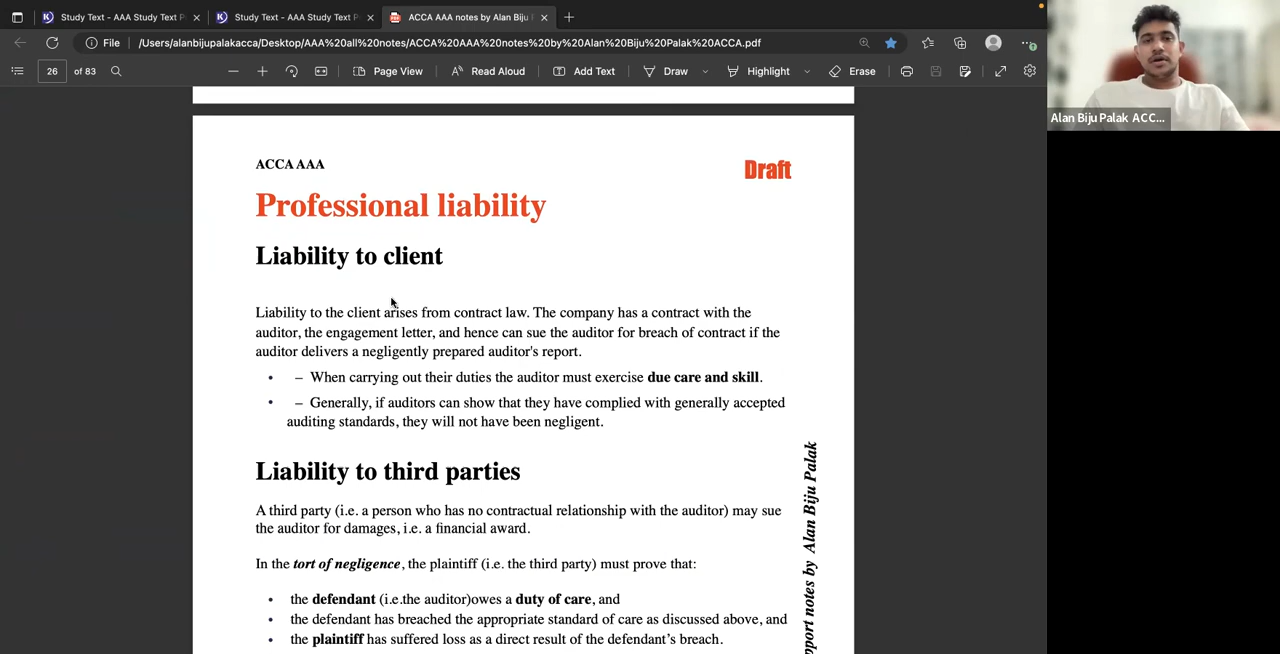 Study Text - AAA Study Text P
Study Text - AAA Study Text P
ACCA AAA notes by Alan Biju
File
/Users/alanbijupalakacca/Desktop/AAA%20all%20notes/ACCA%20AAA%20notes%20by%20Alan%20Biju%20Palak%20ACCA.pdf
26 of 83
Page View
Read Aloud
Add Text
Draw
Highlight
Erase
Alan Biju Palak ACC...
ACCA AAA
Draft
Professional liability
Liability to client
Liability to the client arises from contract law. The company has a contract with the
auditor, the engagement letter, and hence can sue the auditor for breach of contract if the
auditor delivers a negligently prepared auditor's report.
• – When carrying out their duties the auditor must exercise due care and skill.
• – Generally, if auditors can show that they have complied with generally accepted
auditing standards, they will not have been negligent.
Liability to third parties
A third party (i.e. a person who has no contractual relationship with the auditor) may sue
the auditor for damages, i.e. a financial award.
In the tort of negligence, the plaintiff (i.e. the third party) must prove that:
• the defendant (i.e.the auditor)owes a duty of care, and
• the defendant has breached the appropriate standard of care as discussed above, and
• the plaintiff has suffered loss as a direct result of the defendant's breach.
pport notes by Alan Biju Palak